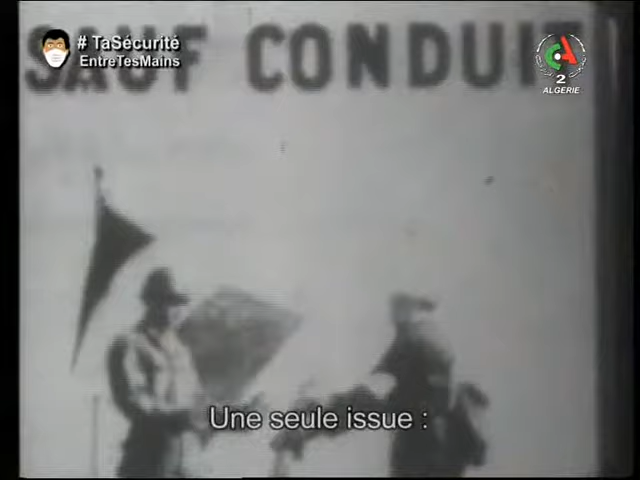 SAUF CONDUIT
# TaSécurité
EntreTesMains
2
ALGERIE
Une seule issue :